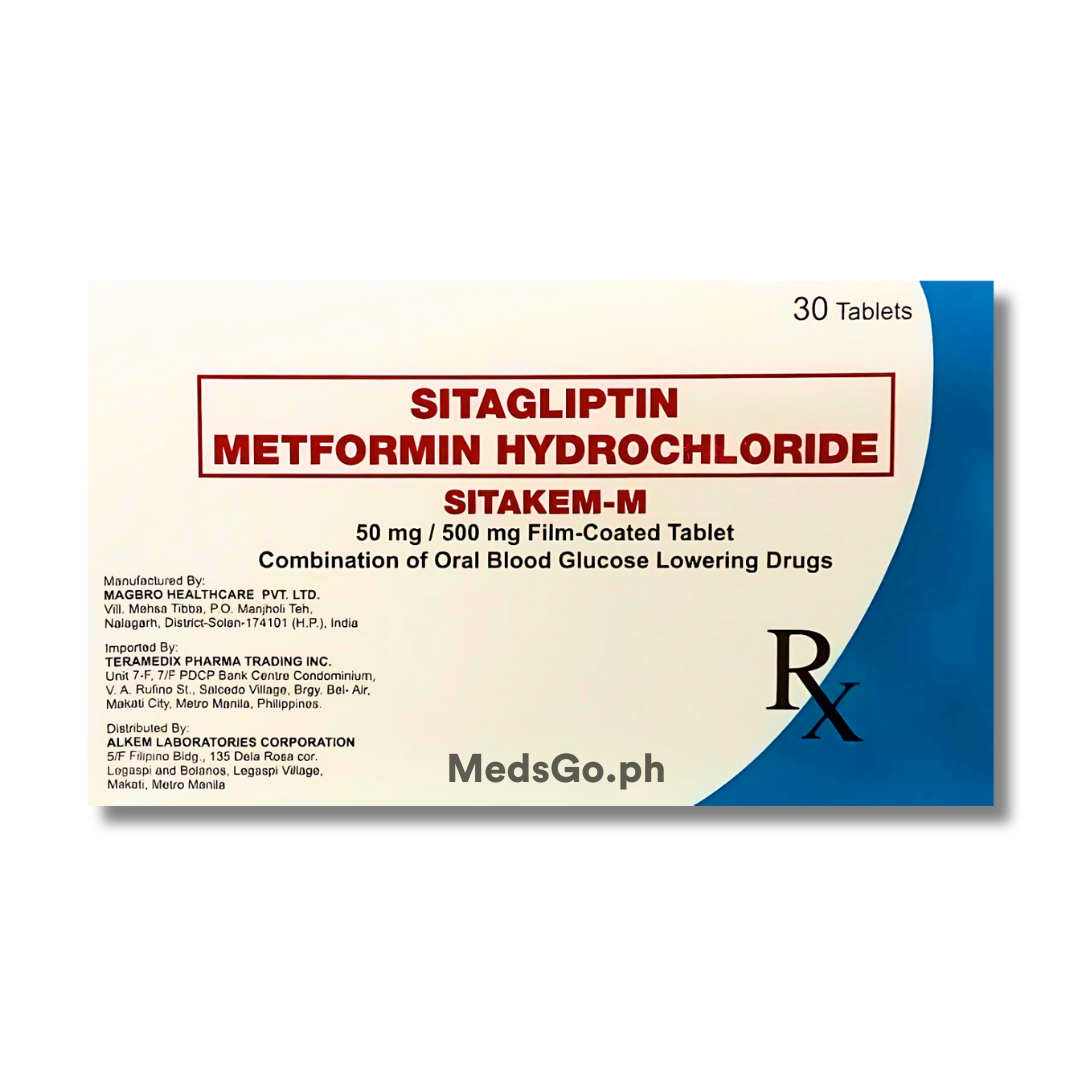 30 Tablets
SITAGLIPTIN
METFORMIN HYDROCHLORIDE
SITAKEM-M
50 mg / 500 mg Film-Coated Tablet
Combination of Oral Blood Glucose Lowering Drugs
Manufactured By:
MAGBRO HEALTHCARE PVT. LTD.
Vill. Mehsa Tibba, P.O. Manjholi Teh,
Nalagarh, District-Solan-174101 (H.P.), India
Imported By:
TERAMEDIX PHARMA TRADING INC.
Unit 7-F, 7/F PDCP Bank Centre Condominium,
V. A. Rufino St., Salcedo Village, Brgy. Bel- Air,
Makati City, Metro Manila, Philippines.
Distributed By:
ALKEM LABORATORIES CORPORATION
5/F Filipino Bldg., 135 Dela Rosa cor.
Legaspi and Bolanos, Legaspi Village,
Makati, Metro Manila
Rx
MedsGo.ph